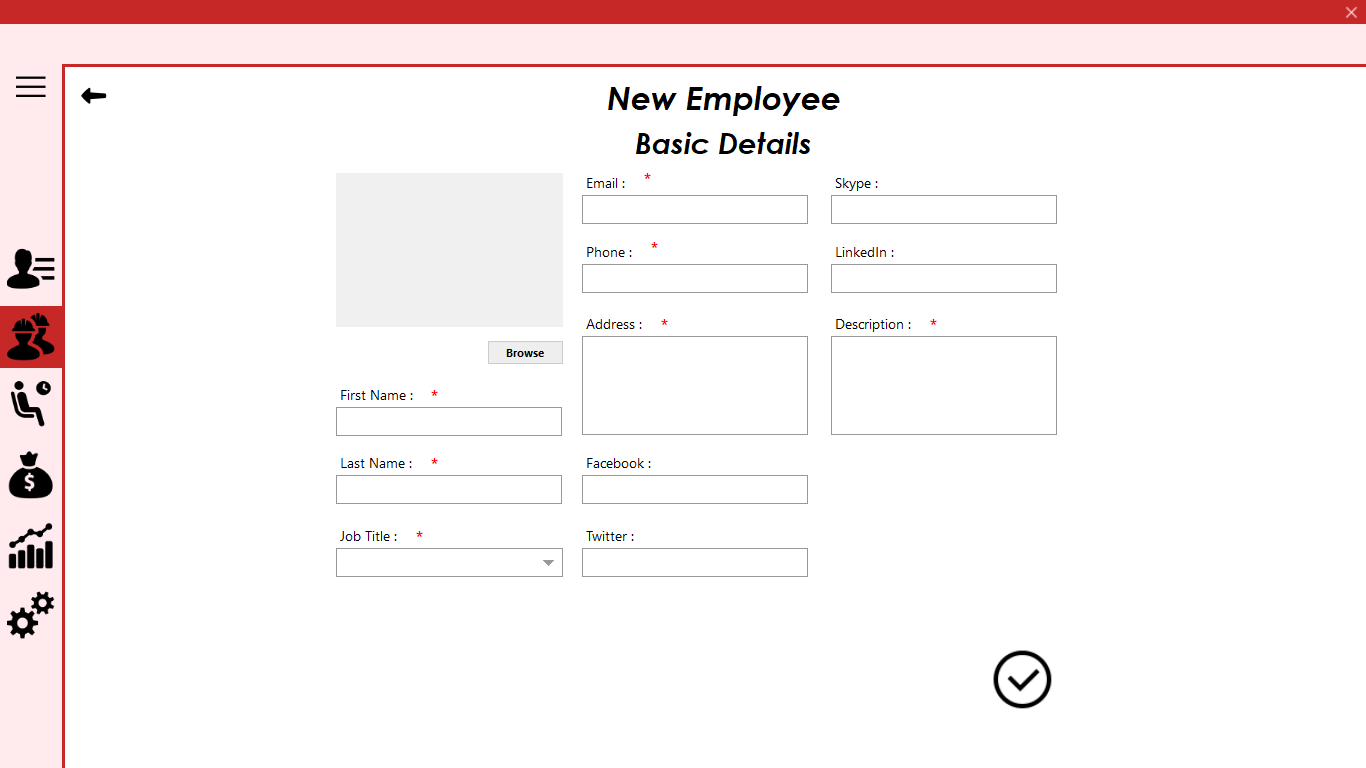 New Employee
Basic Details
Email : *
Skype :
Phone : *
LinkedIn :
Address : *
Description : *
Browse
First Name : *
Last Name : *
Facebook :
Job Title : *
Twitter :
$